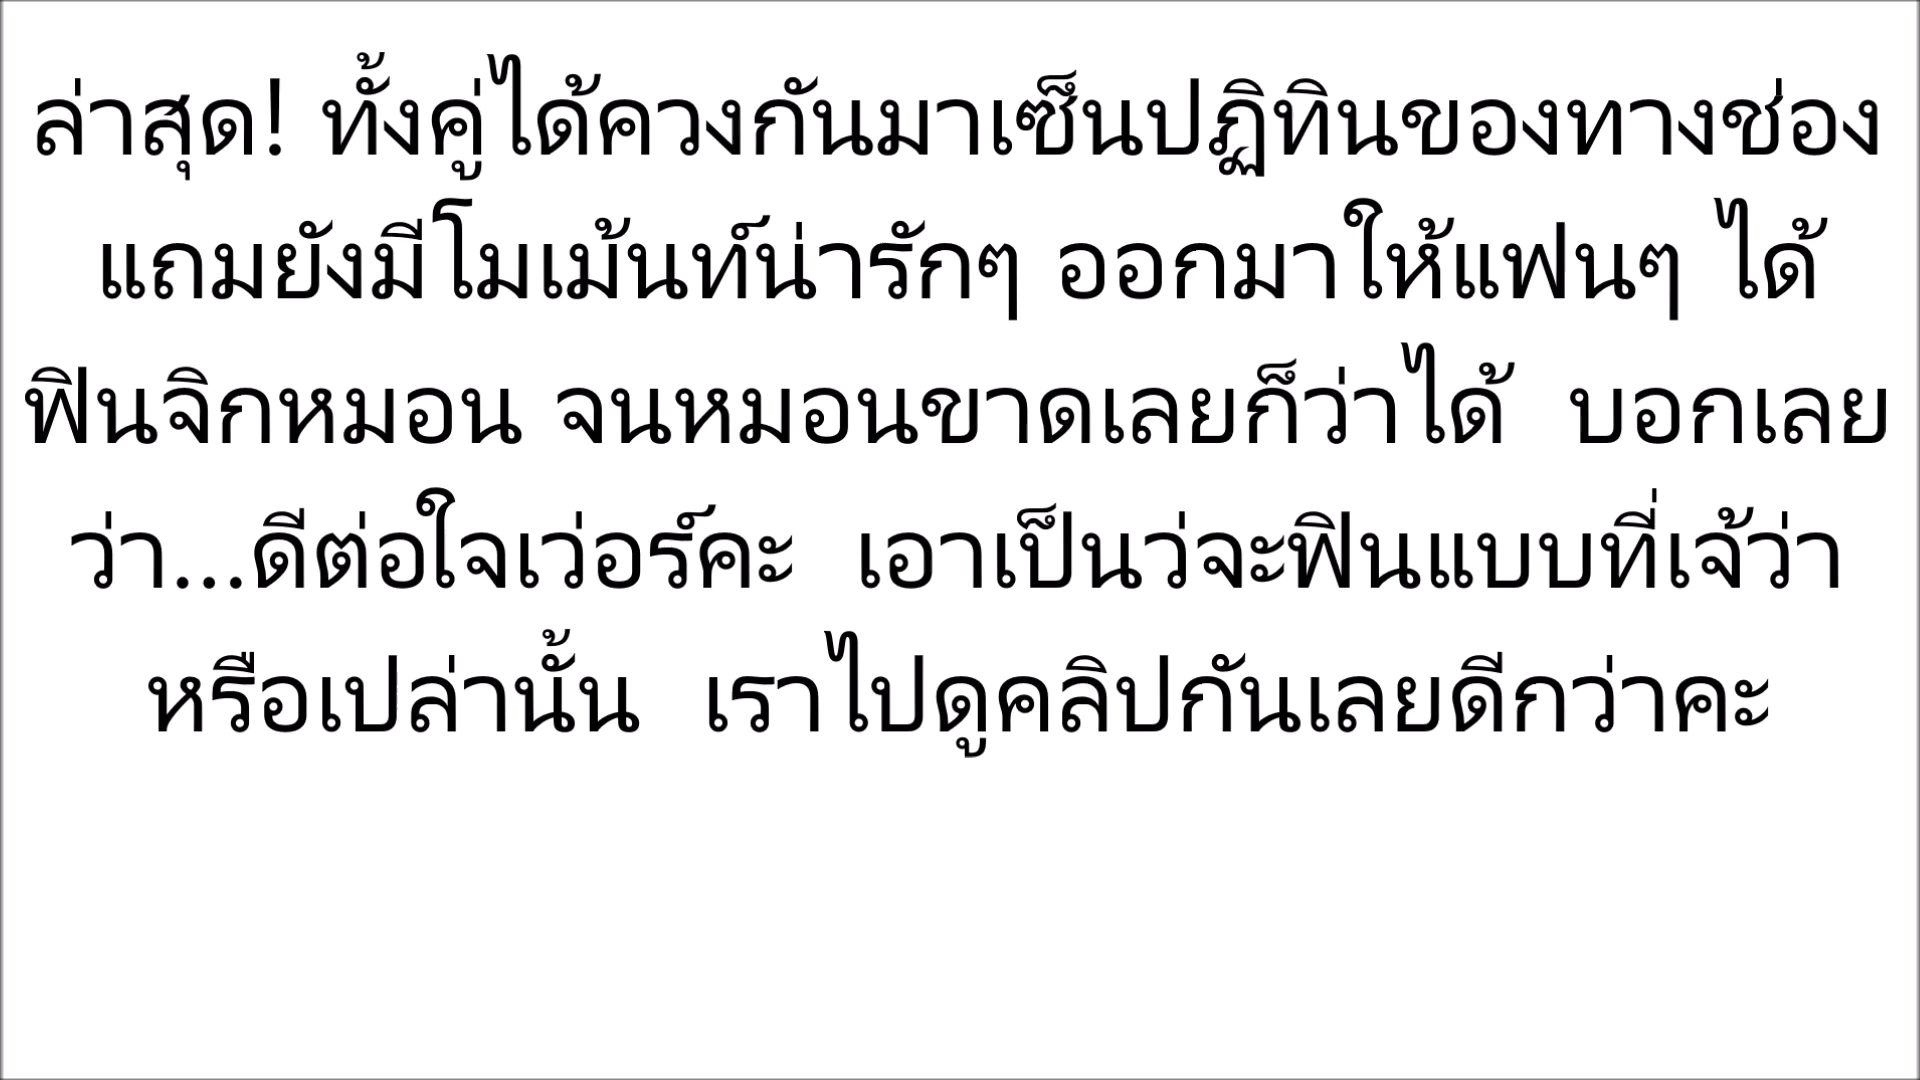 ล่าสุด! ทั้งคู่ได้ควงกันมาเซ็นปฏิทินของทางช่อง
แถมยังมีโมเม้นท์น่ารักๆ ออกมาให้แฟนๆ ได้
ฟินจิกหมอน จนหมอนขาดเลยก็ว่าได้  บอกเลย
ว่า...ดีต่อใจเว่อร์คะ  เอาเป็นว่จะฟินแบบที่เจ้ว่า
หรือเปล่านั้น  เราไปดูคลิปกันเลยดีกว่าคะ